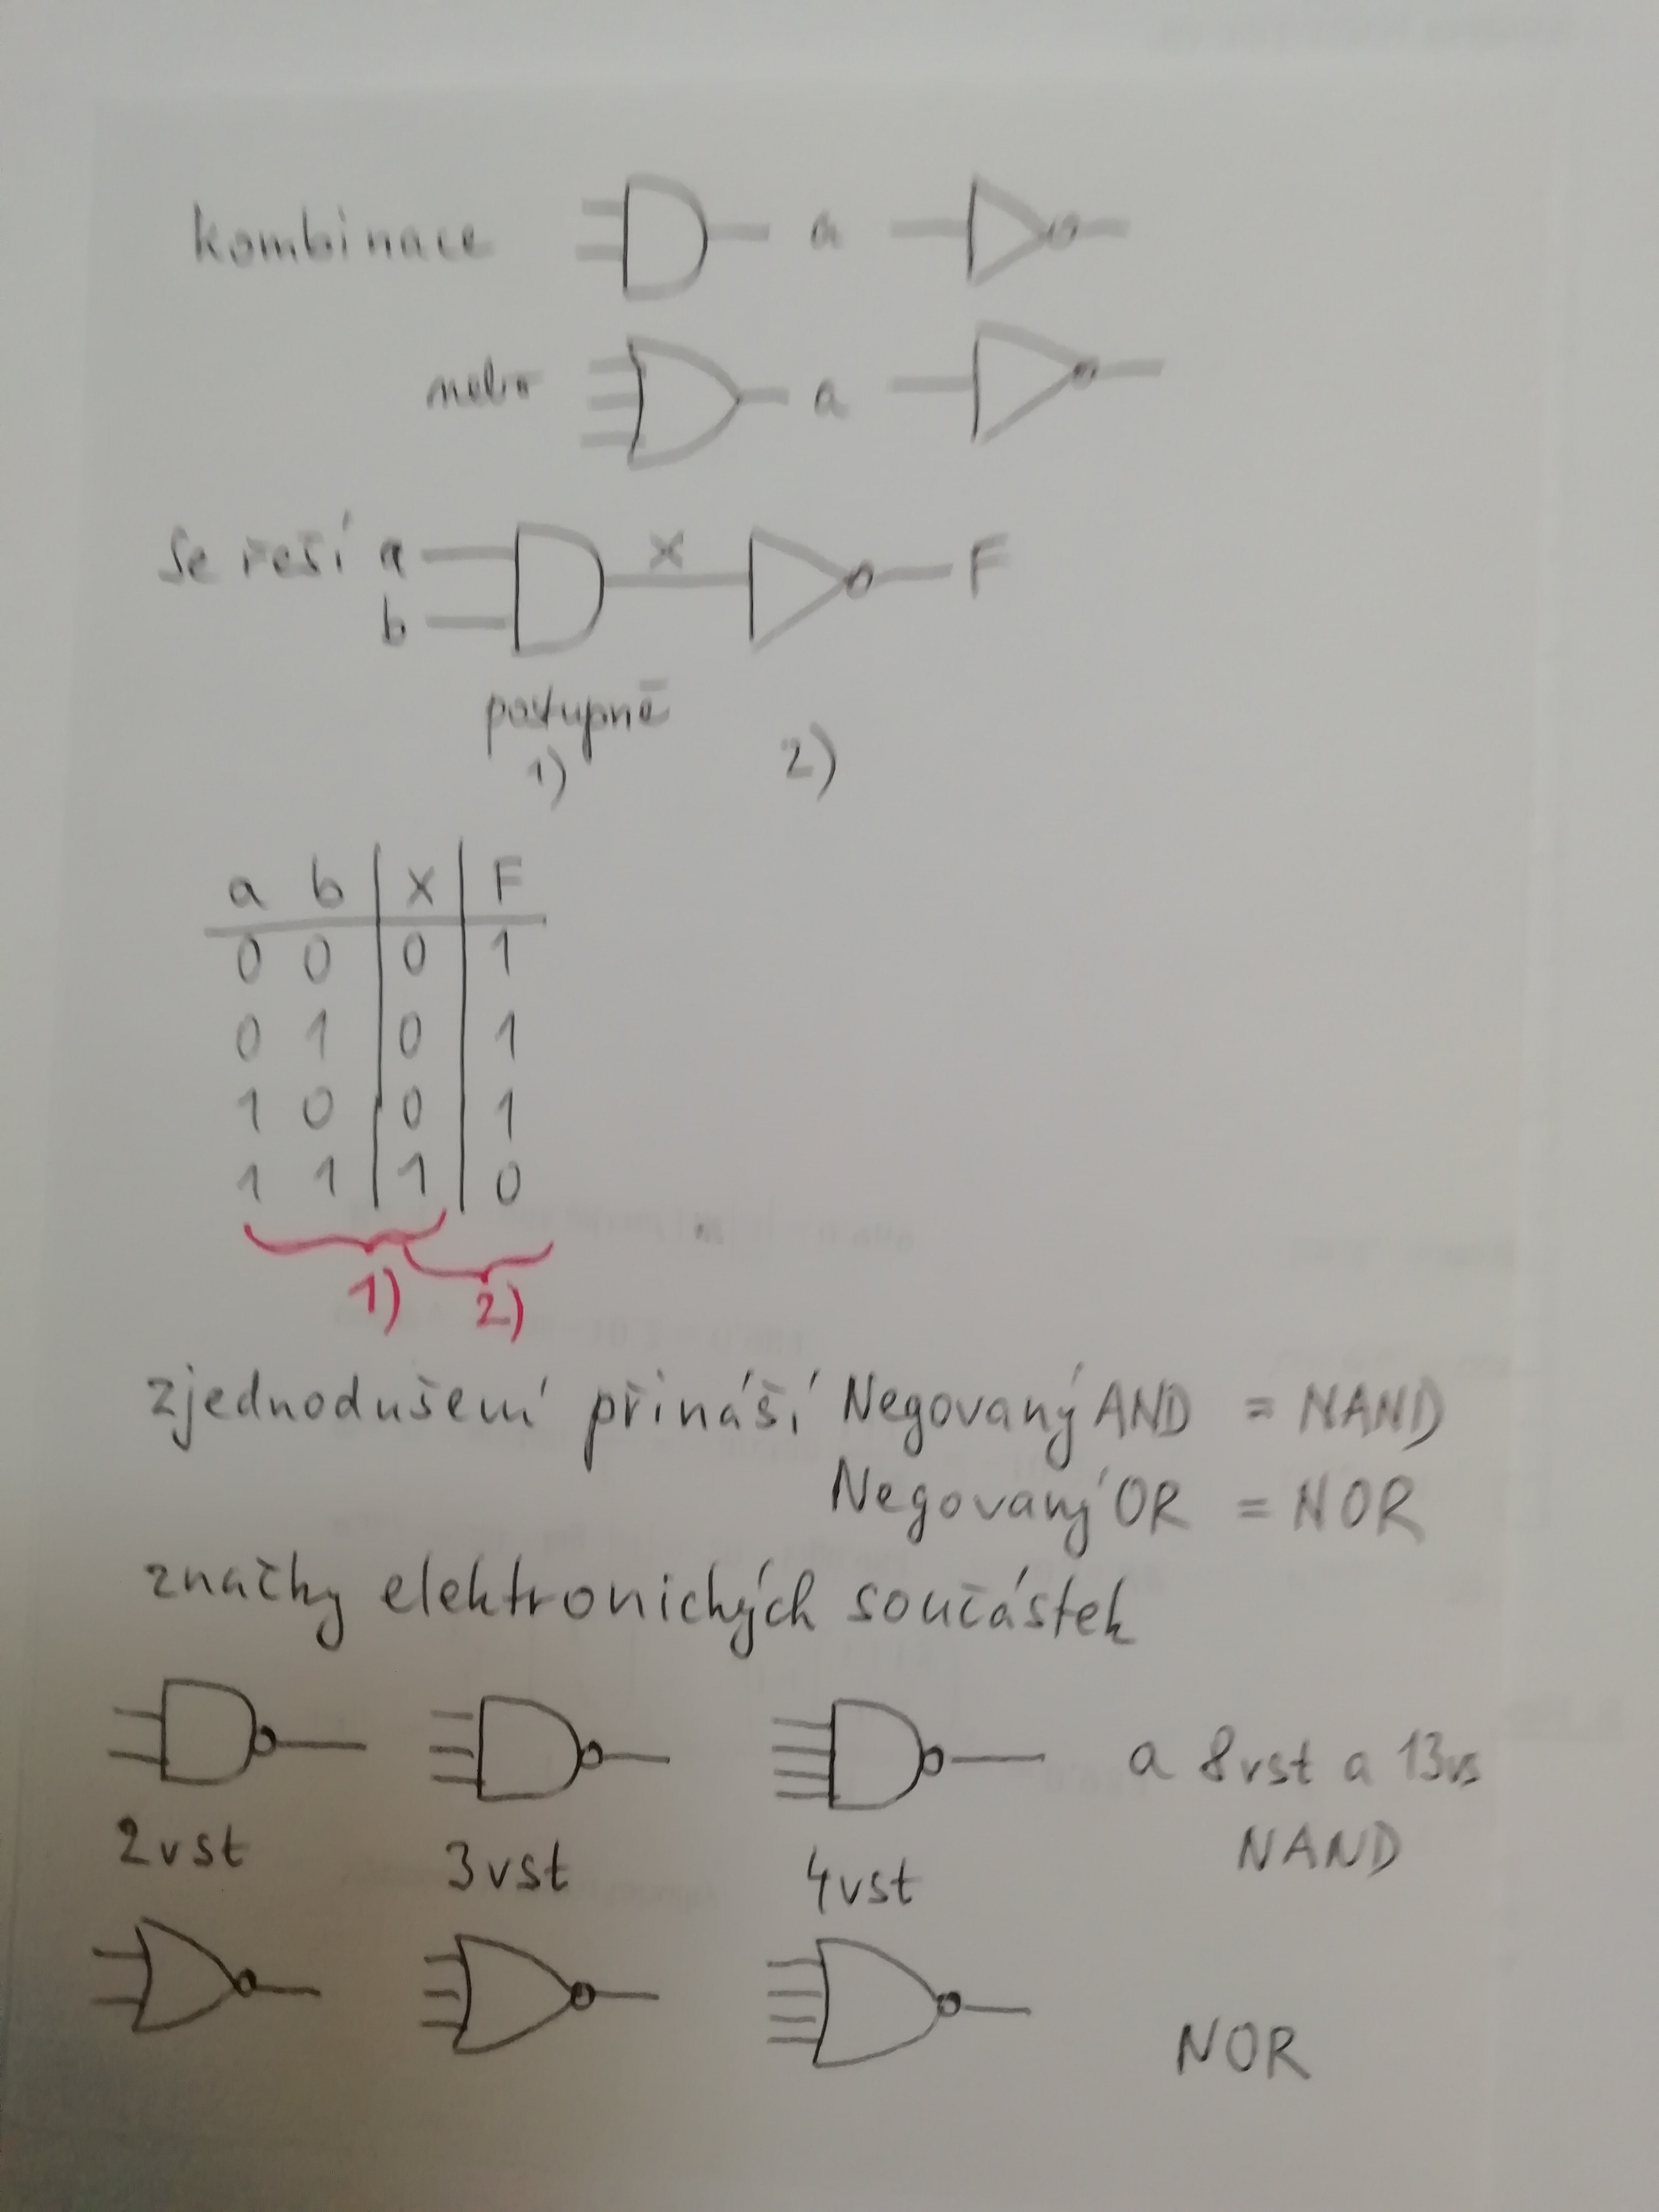 kombinace a
nebo a
se řeší a x F
b
postupně
1) 2)
a b x F
0 0 0 1
0 1 0 1
1 0 0 1
1 1 1 0
1) 2)
zjednodušení přináší Negovaný AND = NAND
Negovaný OR = NOR
značky elektronických součástek
a 8vst a 13vs
2vst 3vst 4vst NAND
NOR